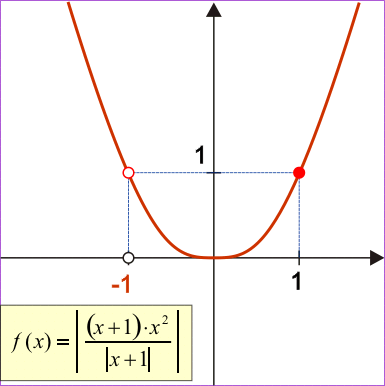 1
-1
1
f(x) = | (x+1)·x² / |x+1| |